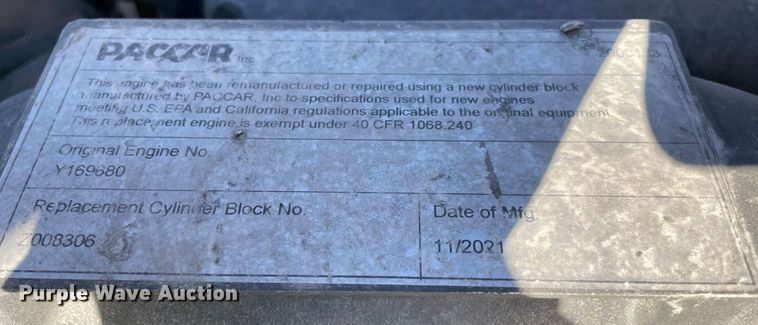 PACCAR Inc
This engine has been remanufactured or repaired using a new cylinder block
manufactured by PACCAR, Inc to specifications used for new engines
meeting U.S. EPA and California regulations applicable to the original equipment
This replacement engine is exempt under 40 CFR 1068.240
Original Engine No.
Y169680
Replacement Cylinder Block No.
Date of Mfg.
Z008306
11/2021
Purple Wave Auction